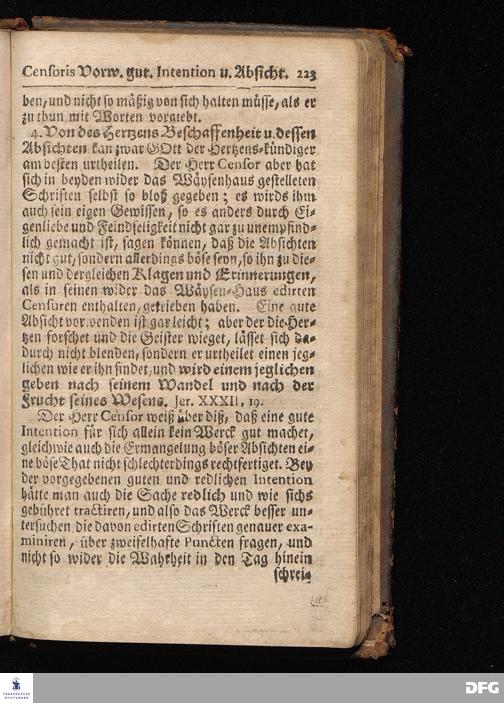 Censoris Vorw. gut. Intention u. Absicht. 223
ben, und nicht so mäßig von sich halten müsse, als er
zu thun mit Worten vorgiebt.
4. Von des Hertzens Beschaffenheit u. dessen
Absichten kan zwar GOtt der Hertzens-kündiger
am besten urtheilen. Der Herr Censor aber hat
sich in beyden wider das Wäysenhaus gestelleten
Schriften selbst so bloß gegeben; es wirds ihm
auch sein eigen Gewissen, so es anders durch Ei-
genliebe und Feindseligkeit nicht gar zu unempfind-
lich gemacht ist, sagen können, daß die Absichten
nicht gut, sondern allerdings böse seyn, so ihn zu die-
sen und dergleichen Klagen und Erinnerungen,
als in seinen wider das Wäysen-Haus edirten
Censuren enthalten, getrieben haben. Eine gute
Absicht vorwenden ist gar leicht; aber der die Her-
tzen forschet und die Geister wieget, lässet sich da-
durch nicht blenden, sondern er urtheilet einen jeg-
lichen wie er ihn findet, und wird einem jeglichen
geben nach seinem Wandel und nach der
Frucht seines Wesens. Jer. XXXII, 19.
Der Herr Censor weiß über diß, daß eine gute
Intention für sich allein kein Werck gut machet,
gleichwie auch die Ermangelung böser Absichten ei-
ne böse That nicht schlechterdings rechtfertiget. Bey
der vorgegebenen guten und redlichen Intention
hätte man auch die Sache redlich und wie sichs
gebühret tractiren, und also das Werck besser un-
tersuchen die davon edirten Schriften genauer exa-
miniren, über zweifelhafte Puncten fragen, und
nicht so wider die Wahrheit in den Tag hinein
schrei-
FRANCKESCHE
STIFTUNGEN
DFG